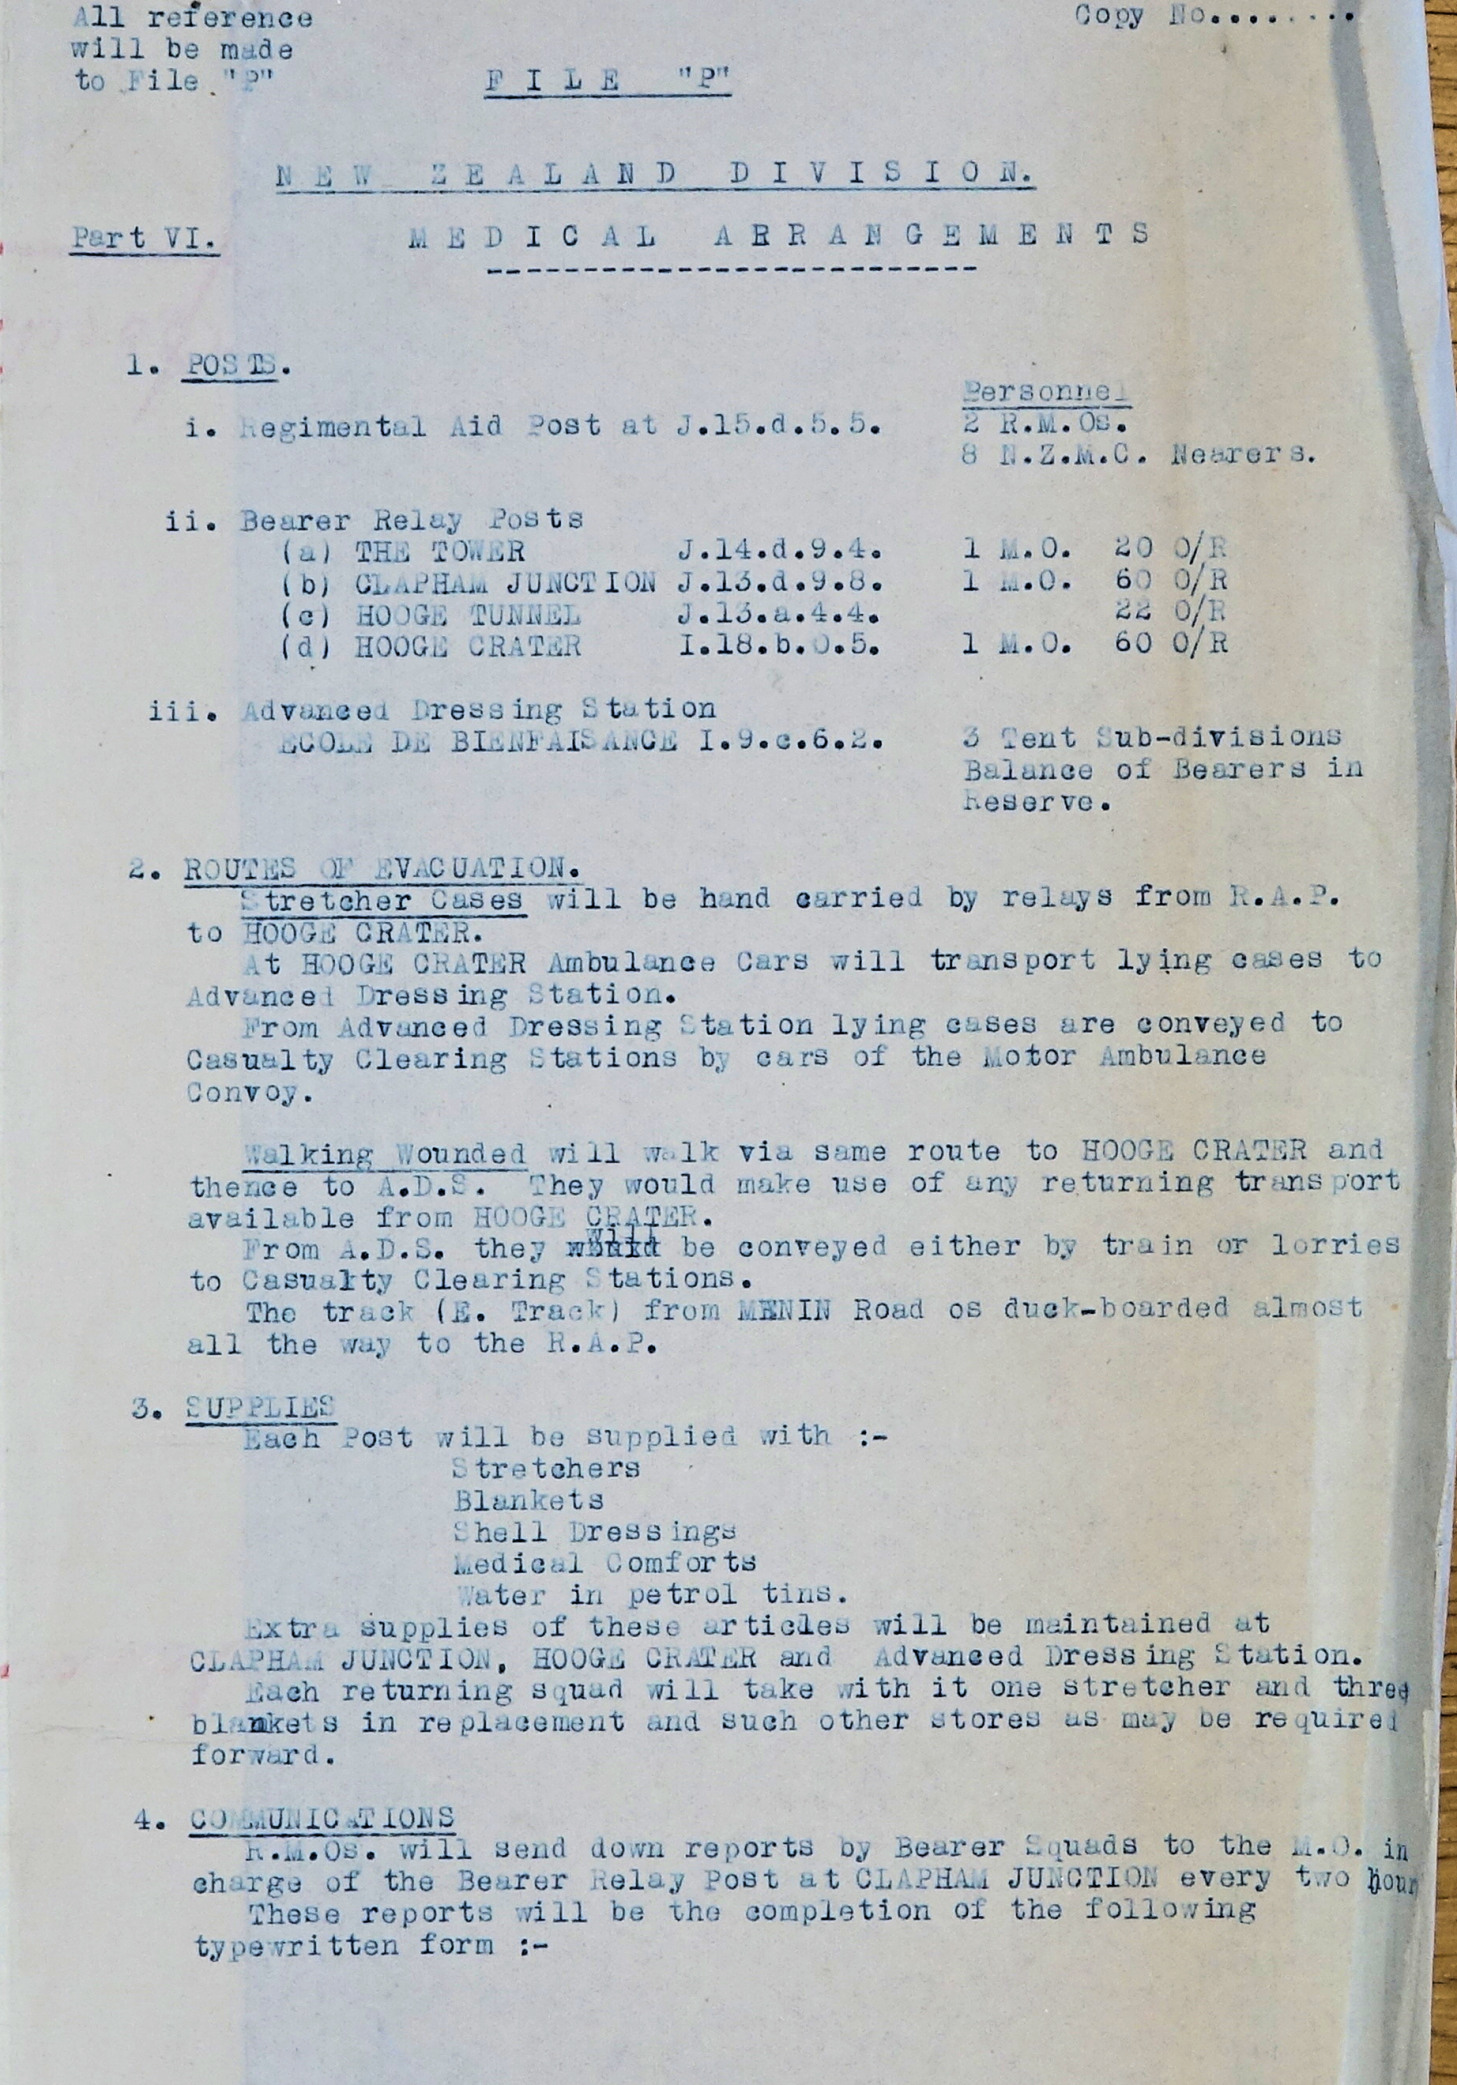 All reference
will be made
to File "P"
Copy No.........
FILE "P"
NEW ZEALAND DIVISION.
Part VI.
MEDICAL ARRANGEMENTS
--------------------------
1. POSTS.
Personnel
i. Regimental Aid Post at J.15.d.5.5. 2 R.M.Os.
8 N.Z.M.C. Nearers.
ii. Bearer Relay Posts
(a) THE TOWER J.14.d.9.4. 1 M.O. 20 O/R
(b) CLAPHAM JUNCTION J.13.d.9.8. 1 M.O. 60 O/R
(c) HOOGE TUNNEL J.13.a.4.4. 22 O/R
(d) HOOGE CRATER I.18.b.0.5. 1 M.O. 60 O/R
iii. Advanced Dressing Station
ECOLE DE BIENFAISANCE I.9.c.6.2. 3 Tent Sub-divisions
Balance of Bearers in
Reserve.
2. ROUTES OF EVACUATION.
Stretcher Cases will be hand carried by relays from R.A.P.
to HOOGE CRATER.
At HOOGE CRATER Ambulance Cars will transport lying cases to
Advanced Dressing Station.
From Advanced Dressing Station lying cases are conveyed to
Casualty Clearing Stations by cars of the Motor Ambulance
Convoy.
Walking Wounded will walk via same route to HOOGE CRATER and
thence to A.D.S. They would make use of any returning transport
available from HOOGE CRATER.
From A.D.S. they will be conveyed either by train or lorries
to Casualty Clearing Stations.
The track (E. Track) from MENIN Road os duck-boarded almost
all the way to the R.A.P.
3. SUPPLIES
Each Post will be supplied with :-
Stretchers
Blankets
Shell Dressings
Medical Comforts
Water in petrol tins.
Extra supplies of these articles will be maintained at
CLAPHAM JUNCTION, HOOGE CRATER and Advanced Dressing Station.
Each returning squad will take with it one stretcher and three
blankets in replacement and such other stores as may be required
forward.
4. COMMUNICATIONS
R.M.Os. will send down reports by Bearer Squads to the M.O. in
charge of the Bearer Relay Post at CLAPHAM JUNCTION every two hour
These reports will be the completion of the following
typewritten form :-